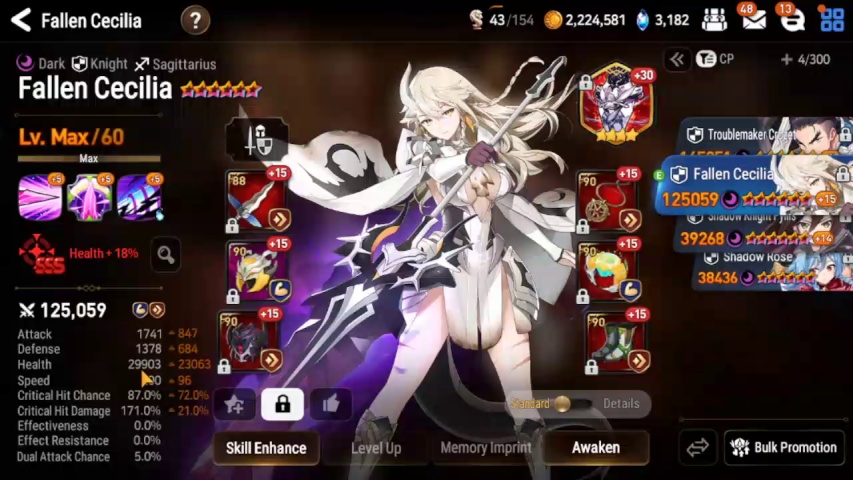 Fallen Cecilia
?
43/154
2,224,581
3,182
48
13
Dark Knight Sagittarius
Fallen Cecilia
Lv. Max/60
Max
+5
+5
+5
SSS
Health + 18%
125,059
Attack 1741 847
Defense 1378 684
Health 29903 23063
Speed 96
Critical Hit Chance 87.0% 72.0%
Critical Hit Damage 171.0% 21.0%
Effectiveness 0.0%
Effect Resistance 0.0%
Dual Attack Chance 5.0%
88 +15
90 +15
90 +15
+30
90 +15
90 +15
90 +15
Standard
Details
Skill Enhance
Level Up
Memory Imprint
Awaken
CP
+ 4/300
Troublemaker Crozet
E
Fallen Cecilia
125059
+15
39268
+14
Shadow Rose
38436
Bulk Promotion